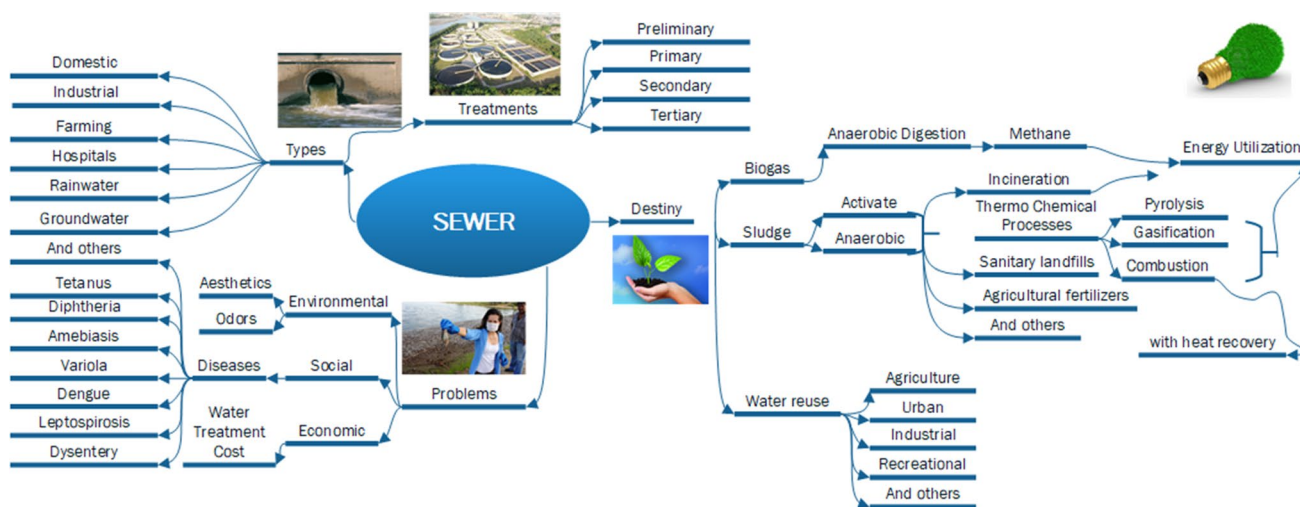 SEWER
Types
Domestic
Industrial
Farming
Hospitals
Rainwater
Groundwater
Treatments
Preliminary
Primary
Secondary
Tertiary
Problems
Environmental
Aesthetics
Odors
Social
Diseases
And others
Tetanus
Diphtheria
Amebiasis
Variola
Dengue
Leptospirosis
Dysentery
Economic
Water
Treatment
Cost
Destiny
Biogas
Anaerobic Digestion
Methane
Energy Utilization
Sludge
Activate
Anaerobic
Incineration
Thermo Chemical
Processes
Pyrolysis
Gasification
Combustion
with heat recovery
Sanitary landfills
Agricultural fertilizers
And others
Water reuse
Agriculture
Urban
Industrial
Recreational
And others